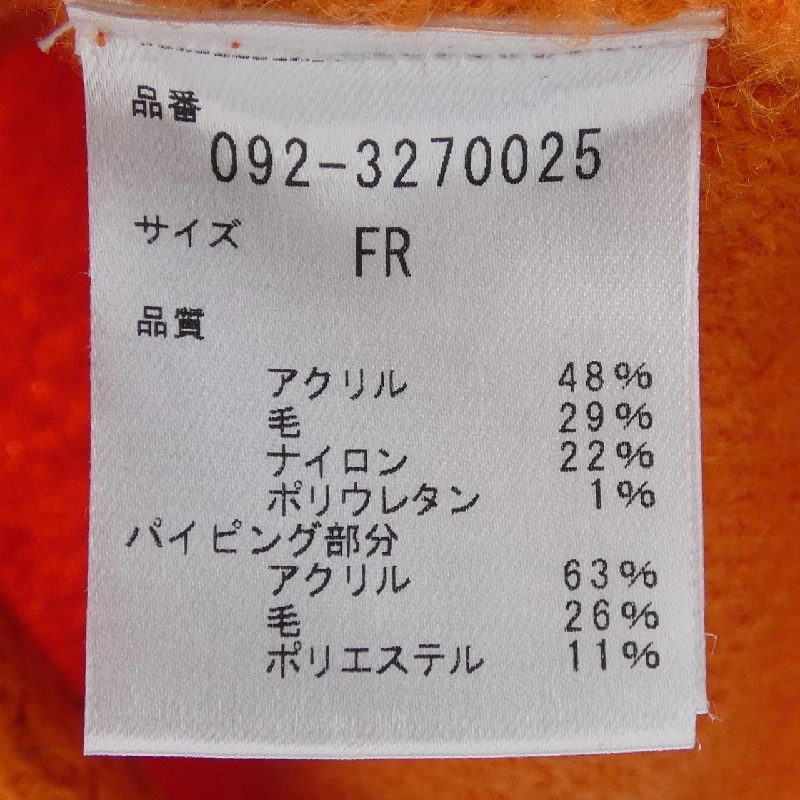 品番
092-3270025
サイズ FR
品質
アクリル 48%
毛 29%
ナイロン 22%
ポリウレタン 1%
パイピング部分
アクリル 63%
毛 26%
ポリエステル 11%